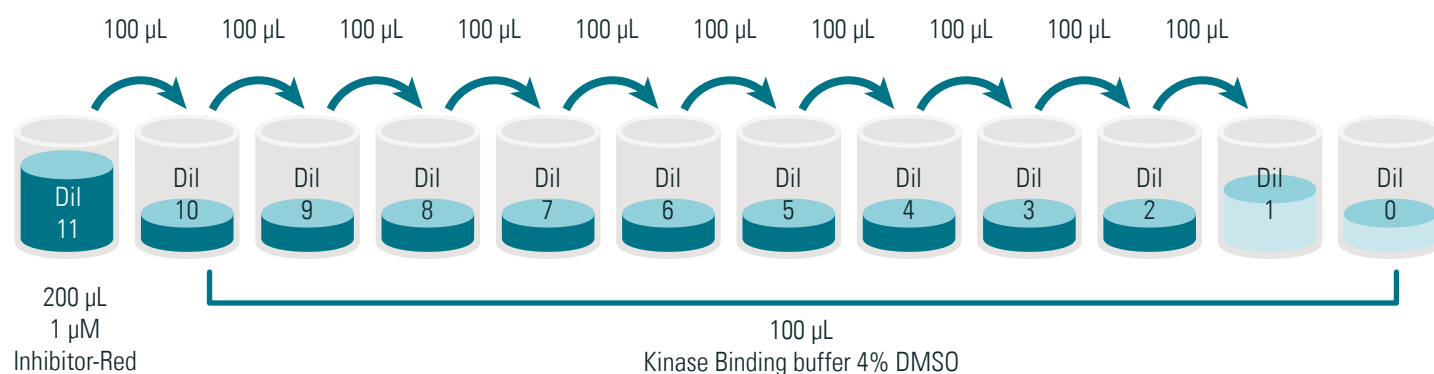 100 µL 100 µL 100 µL 100 µL 100 µL 100 µL 100 µL 100 µL 100 µL 100 µL
Dil Dil Dil Dil Dil Dil Dil Dil Dil Dil Dil Dil
11 10 9 8 7 6 5 4 3 2 1 0
200 µL
1 µM
Inhibitor-Red
100 µL
Kinase Binding buffer 4% DMSO